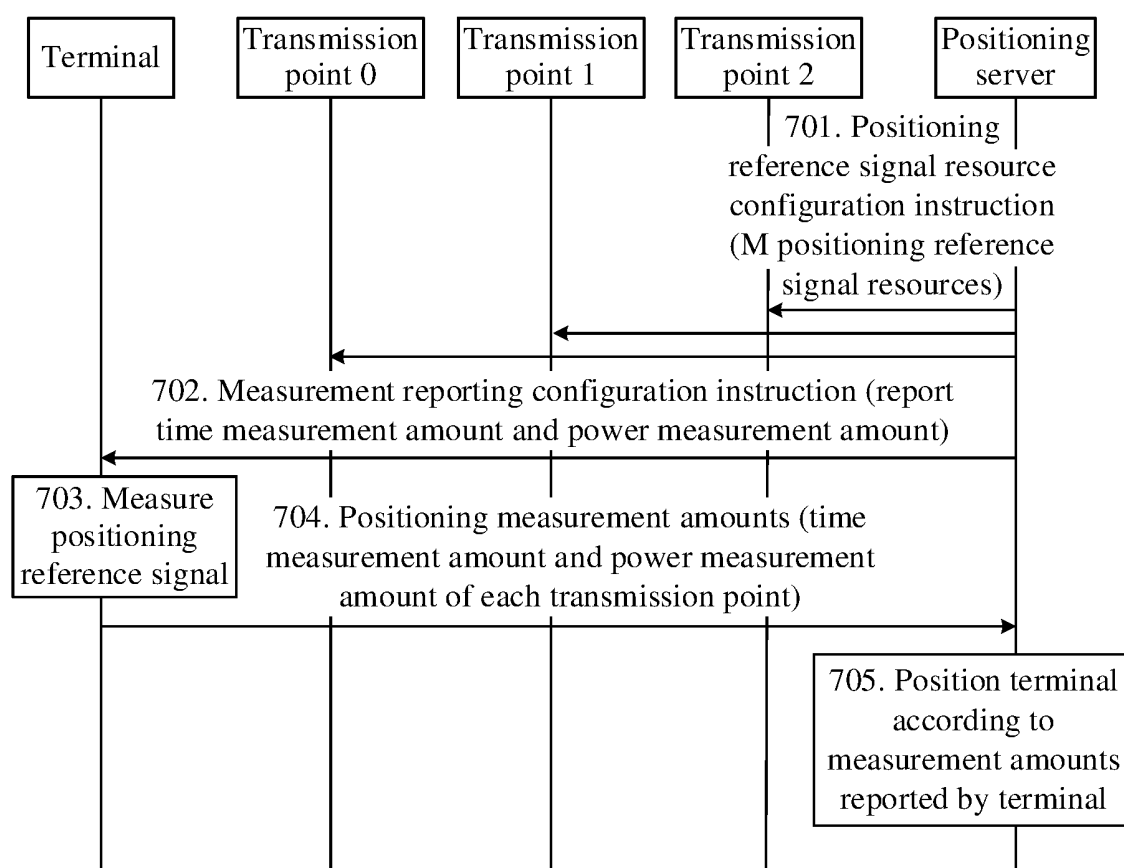 Terminal
Transmission
point 0
Transmission
point 1
Transmission
point 2
Positioning
server
701. Positioning
reference signal resource
configuration instruction
(M positioning reference
signal resources)
702. Measurement reporting configuration instruction (report
time measurement amount and power measurement amount)
703. Measure
positioning
reference signal
704. Positioning measurement amounts (time
measurement amount and power measurement
amount of each transmission point)
705. Position terminal
according to
measurement amounts
reported by terminal